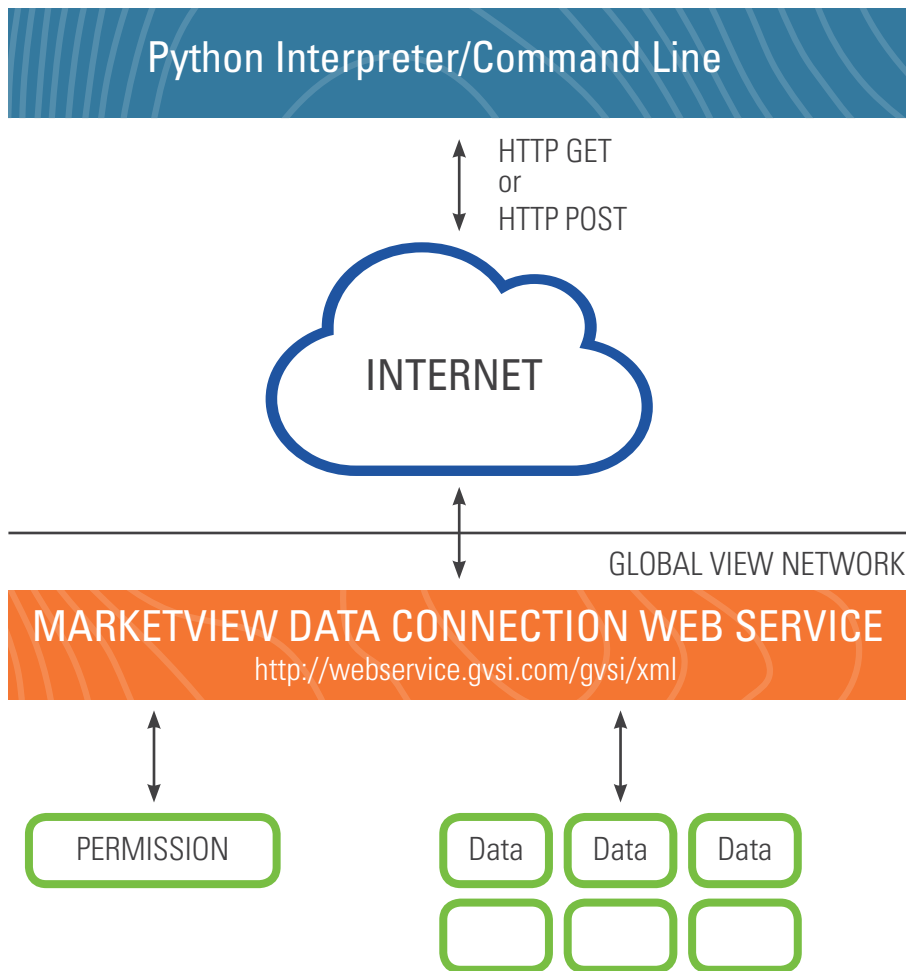 Python Interpreter/Command Line
HTTP GET
or
HTTP POST
INTERNET
GLOBAL VIEW NETWORK
MARKETVIEW DATA CONNECTION WEB SERVICE
http://webservice.gvsi.com/gvsi/xml
PERMISSION
Data
Data
Data